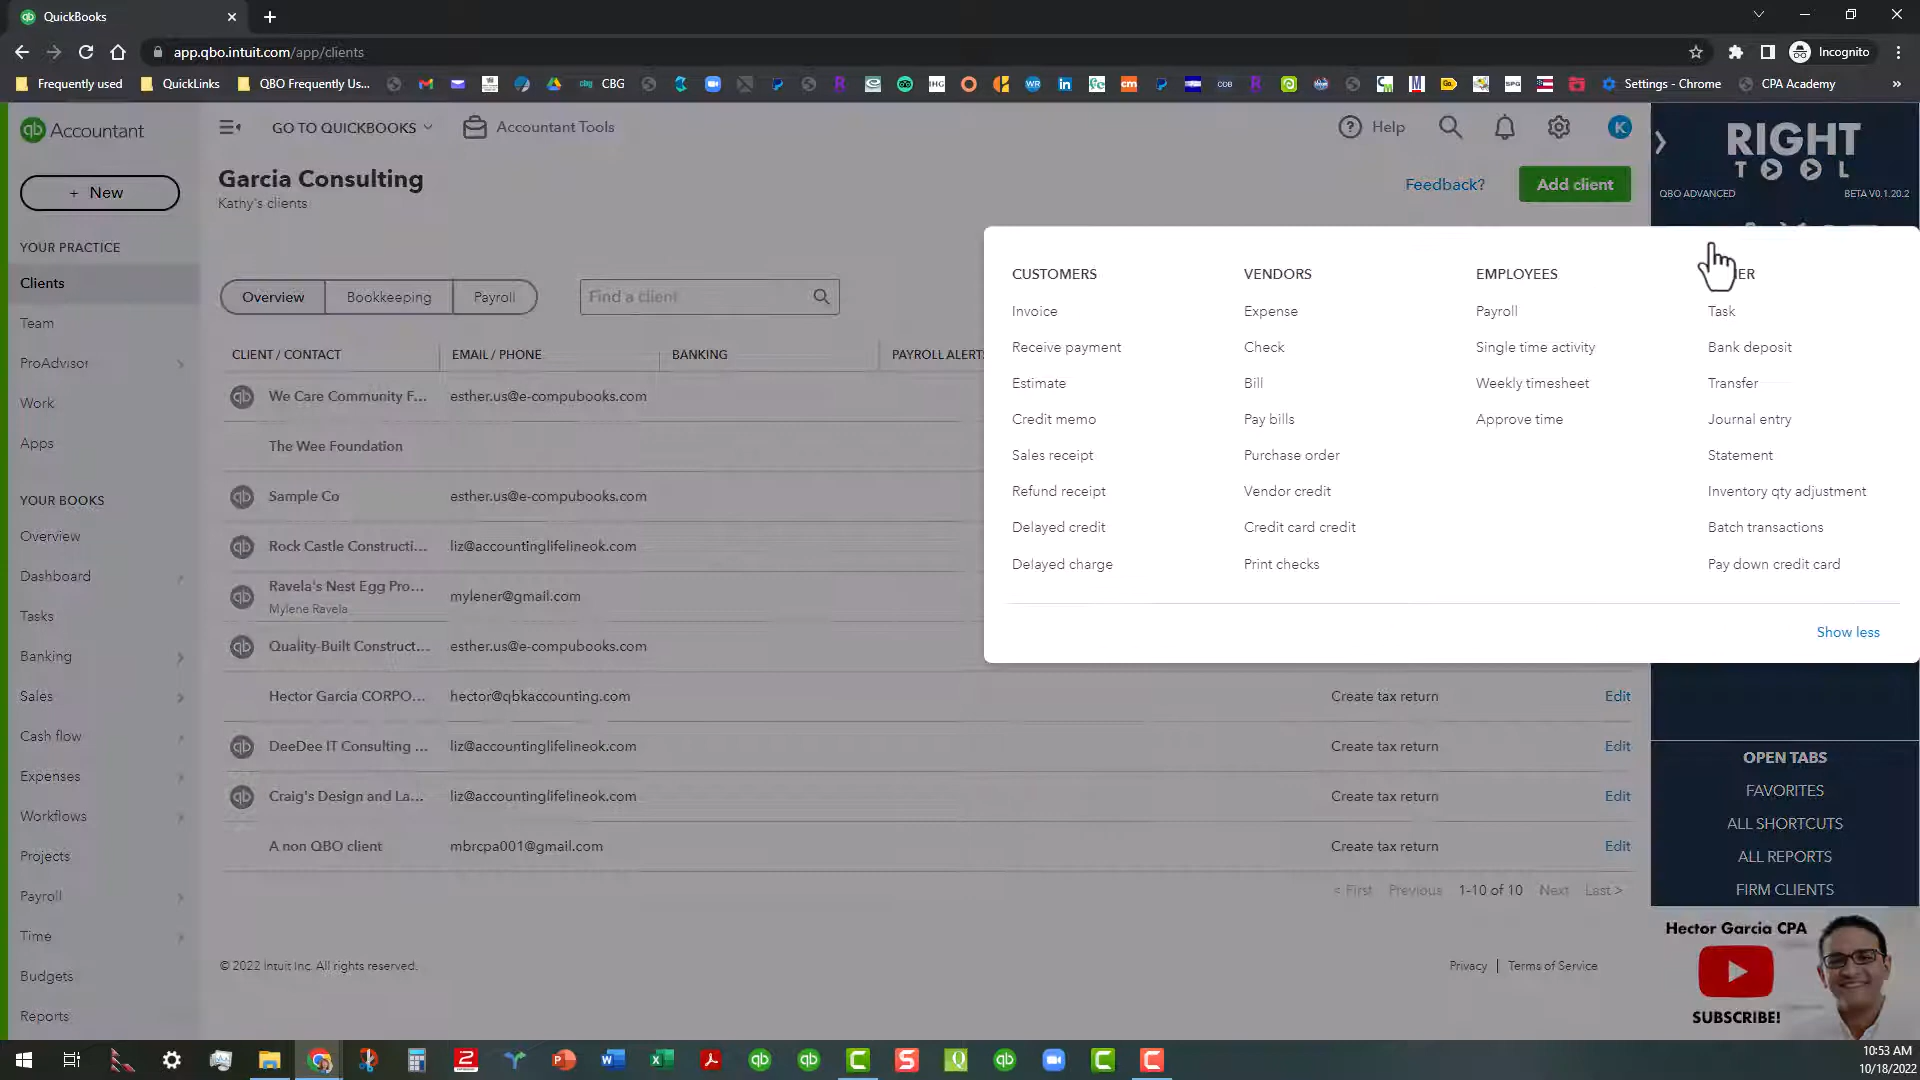 QuickBooks
app.qbo.intuit.com/app/clients
Incognito
Frequently used
QuickLinks
QBO Frequently Us...
CBG
Settings - Chrome
CPA Academy
qb Accountant
GO TO QUICKBOOKS
Accountant Tools
Help
K
RIGHT
TOOL
QBO ADVANCED
BETA V0.1.20.2
+ New
Garcia Consulting
Kathy's clients
Feedback?
Add client
YOUR PRACTICE
Clients
Team
ProAdvisor
Work
Apps
YOUR BOOKS
Overview
Dashboard
Tasks
Banking
Sales
Cash flow
Expenses
Workflows
Projects
Payroll
Time
Budgets
Reports
Overview
Bookkeeping
Payroll
Find a client
CLIENT / CONTACT
EMAIL / PHONE
BANKING
PAYROLL ALERTS
We Care Community F...
esther.us@e-compubooks.com
The Wee Foundation
Sample Co
esther.us@e-compubooks.com
Rock Castle Constructi...
liz@accountinglifelineok.com
Ravela's Nest Egg Pro...
Mylene Ravela
mylener@gmail.com
Quality-Built Construct...
esther.us@e-compubooks.com
Hector Garcia CORPO...
hector@qbkaccounting.com
Create tax return
Edit
DeeDee IT Consulting ...
liz@accountinglifelineok.com
Create tax return
Edit
Craig's Design and La...
liz@accountinglifelineok.com
Create tax return
Edit
A non QBO client
mbrcpa001@gmail.com
Create tax return
Edit
< First Previous 1-10 of 10 Next Last >
© 2022 Intuit Inc. All rights reserved.
Privacy | Terms of Service
CUSTOMERS
Invoice
Receive payment
Estimate
Credit memo
Sales receipt
Refund receipt
Delayed credit
Delayed charge
VENDORS
Expense
Check
Bill
Pay bills
Purchase order
Vendor credit
Credit card credit
Print checks
EMPLOYEES
Payroll
Single time activity
Weekly timesheet
Approve time
Task
Bank deposit
Transfer
Journal entry
Statement
Inventory qty adjustment
Batch transactions
Pay down credit card
Show less
OPEN TABS
FAVORITES
ALL SHORTCUTS
ALL REPORTS
FIRM CLIENTS
Hector Garcia CPA
SUBSCRIBE!
10:53 AM
10/18/2022